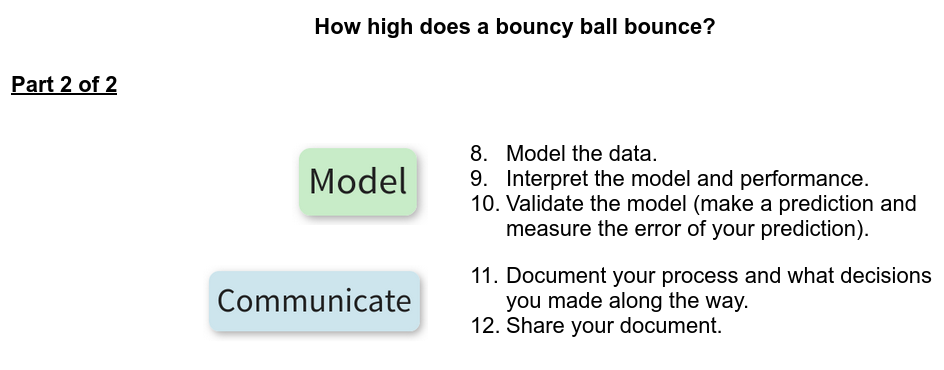 How high does a bouncy ball bounce?
Part 2 of 2
Model
8. Model the data.
9. Interpret the model and performance.
10. Validate the model (make a prediction and
measure the error of your prediction).
Communicate
11. Document your process and what decisions
you made along the way.
12. Share your document.